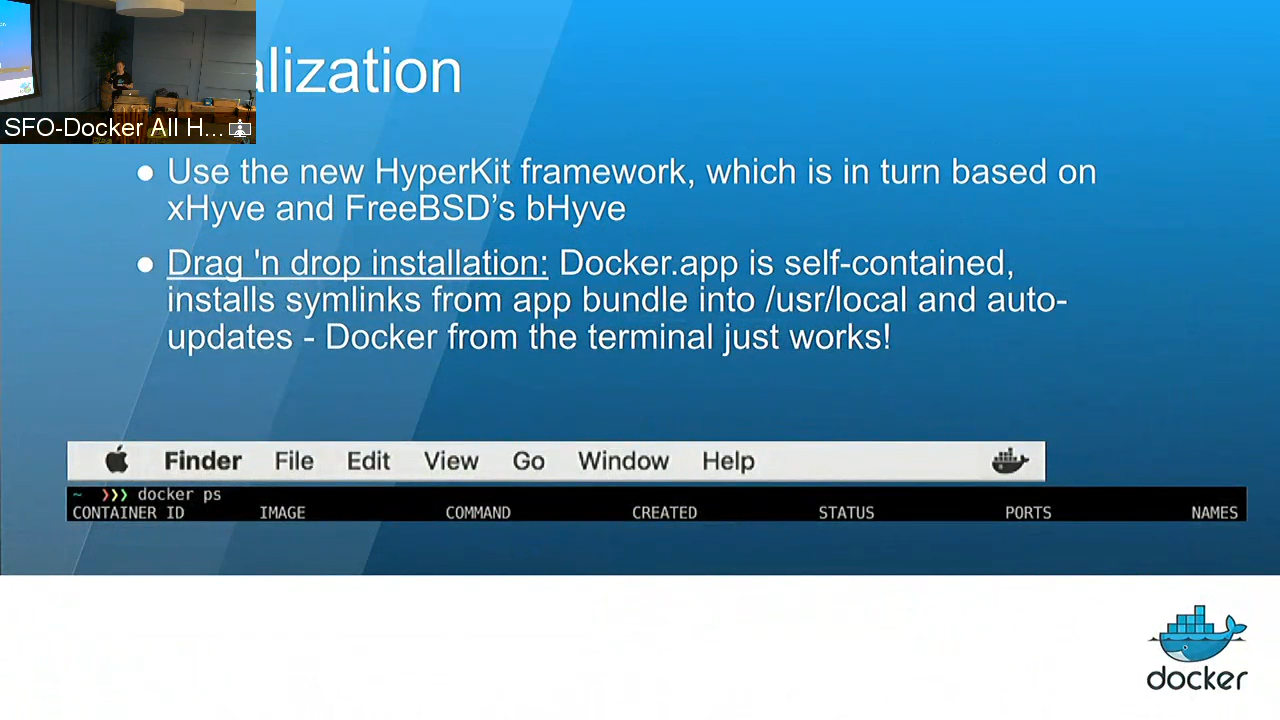 alization
SFO-Docker All H...
● Use the new HyperKit framework, which is in turn based on
xHyve and FreeBSD’s bHyve
● Drag 'n drop installation: Docker.app is self-contained,
installs symlinks from app bundle into /usr/local and auto-
updates - Docker from the terminal just works!
Finder File Edit View Go Window Help
~ ❯❯❯ docker ps
CONTAINER ID IMAGE COMMAND CREATED STATUS PORTS NAMES
docker